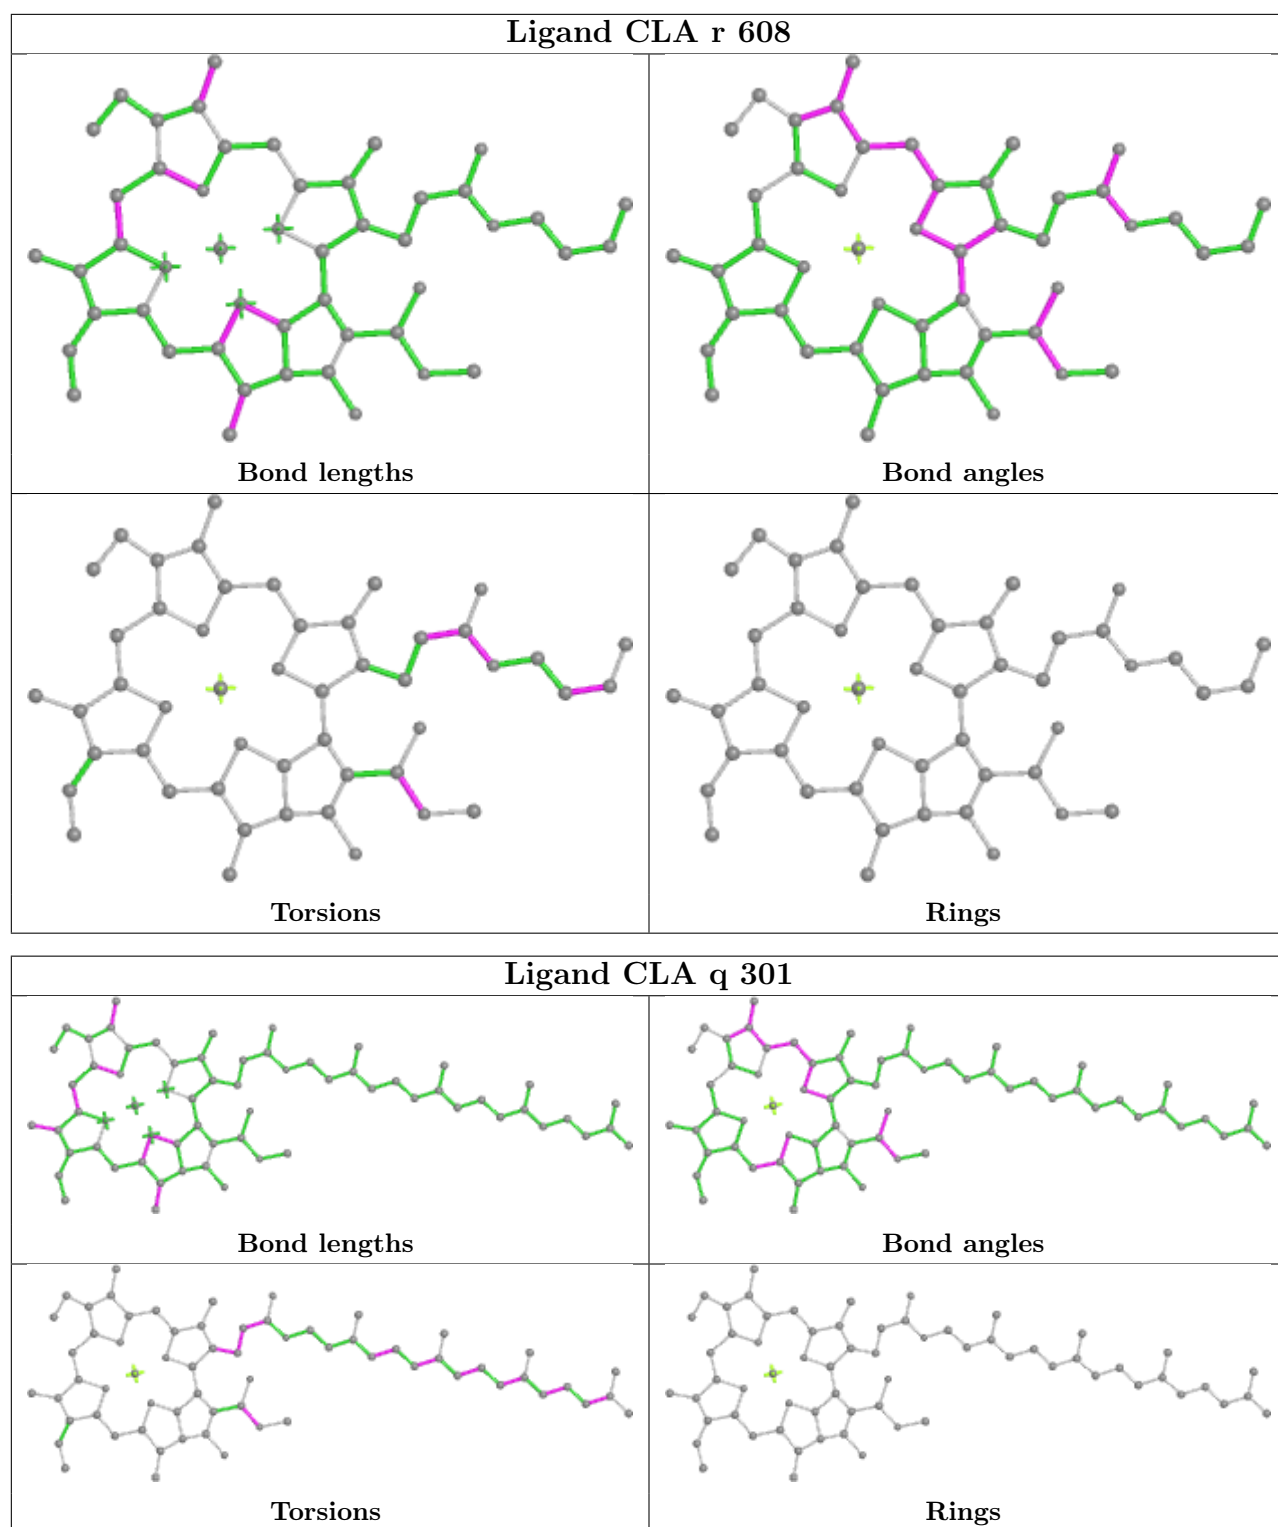 Ligand CLA r 608
Bond lengths
Bond angles
Torsions
Rings
Ligand CLA q 301
Bond lengths
Bond angles
Torsions
Rings